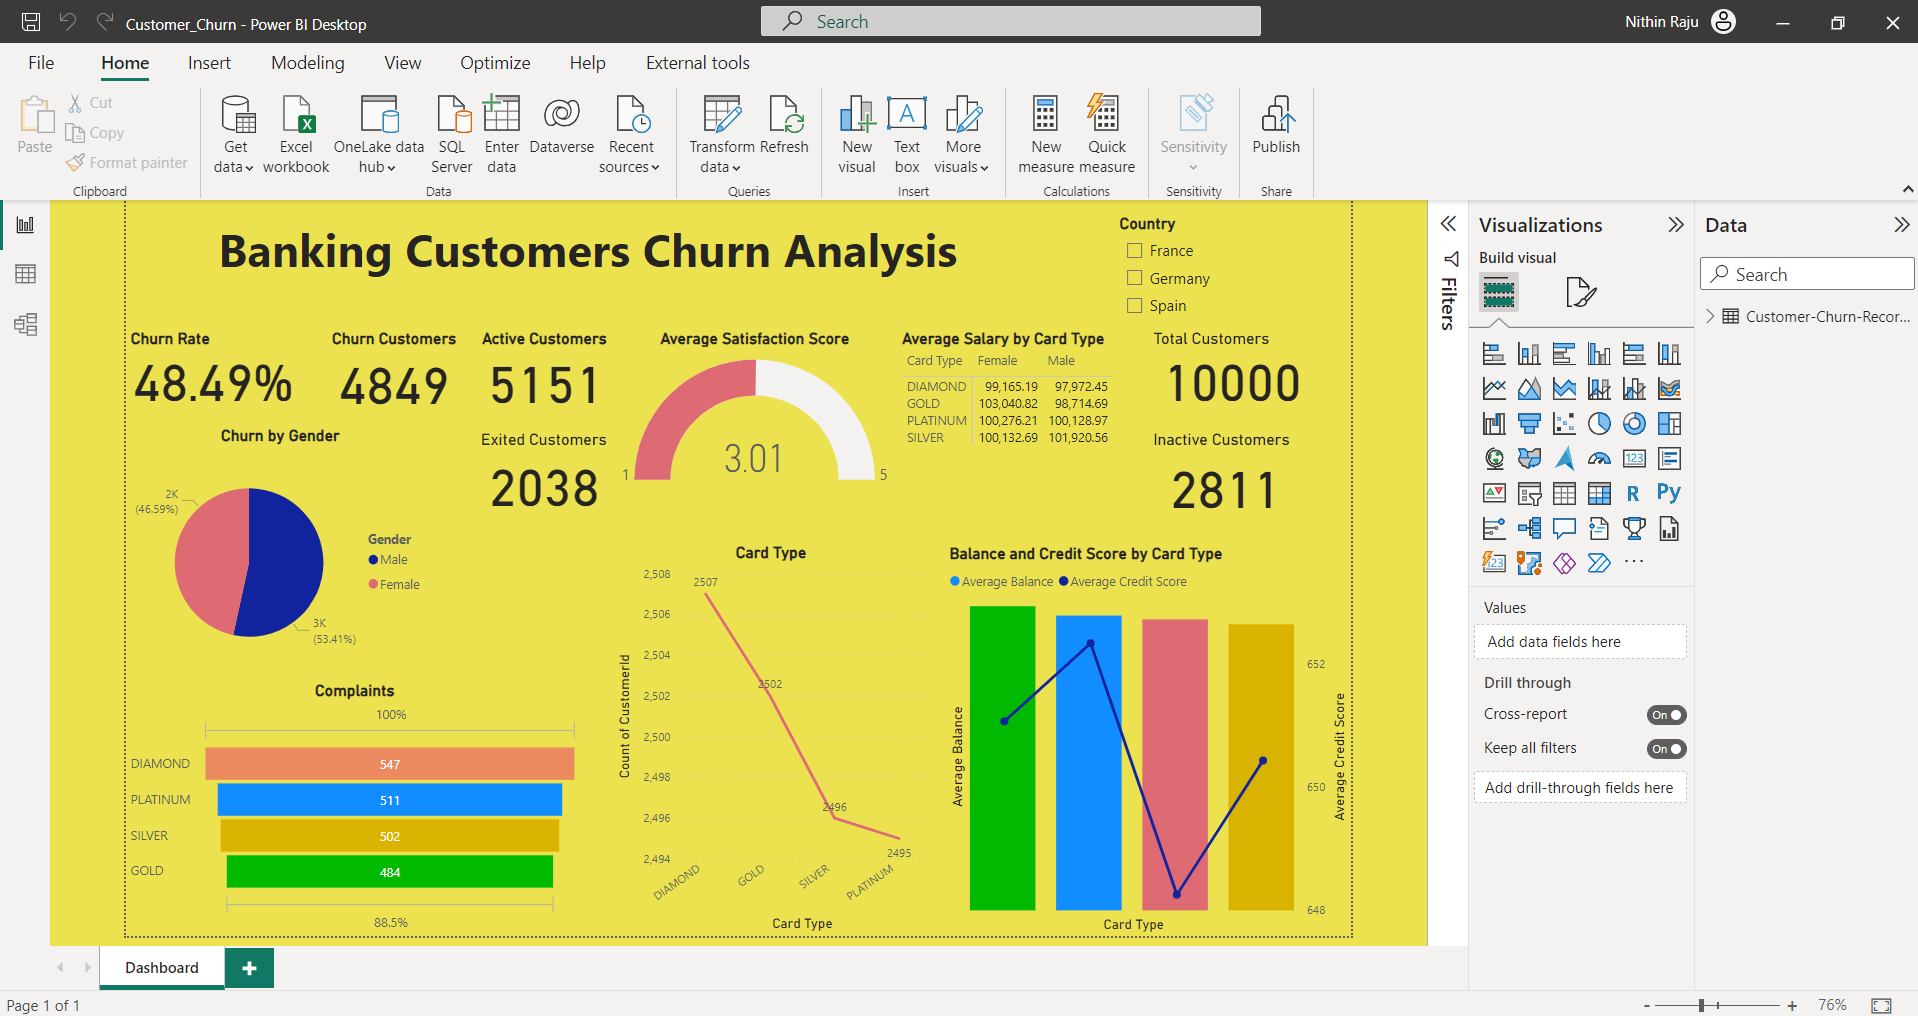 Customer_Churn - Power BI Desktop
Search
Nithin Raju
File Home Insert Modeling View Optimize Help External tools
Paste
Cut
Copy
Format painter
Clipboard
Get data
Excel workbook
OneLake data hub
SQL Server
Enter data
Dataverse
Recent sources
Data
Transform data
Refresh
Queries
New visual
Text box
More visuals
Insert
New measure
Quick measure
Calculations
Sensitivity
Sensitivity
Publish
Share
Banking Customers Churn Analysis
Country
France
Germany
Spain
Churn Rate
48.49%
Churn Customers
4849
Active Customers
5151
Exited Customers
2038
Average Satisfaction Score
3.01
1
5
Average Salary by Card Type
Card Type Female Male
DIAMOND 99,165.19 97,972.45
GOLD 103,040.82 98,714.69
PLATINUM 100,276.21 100,128.97
SILVER 100,132.69 101,920.56
Total Customers
10000
Inactive Customers
2811
Churn by Gender
2K
(46.59%)
3K
(53.41%)
Gender
Male
Female
Complaints
100%
DIAMOND 547
PLATINUM 511
SILVER 502
GOLD 484
88.5%
Card Type
Count of CustomerId
2,508
2,506
2,504
2,502
2,500
2,498
2,496
2,494
2507
2502
2496
2495
DIAMOND
GOLD
SILVER
PLATINUM
Card Type
Balance and Credit Score by Card Type
Average Balance Average Credit Score
Average Balance
652
650
648
Average Credit Score
Card Type
Filters
Visualizations
Build visual
123
R
Py
123
...
Values
Add data fields here
Drill through
Cross-report
On
Keep all filters
On
Add drill-through fields here
Data
Search
Customer-Churn-Recor...
Dashboard
+
Page 1 of 1
- + 76%